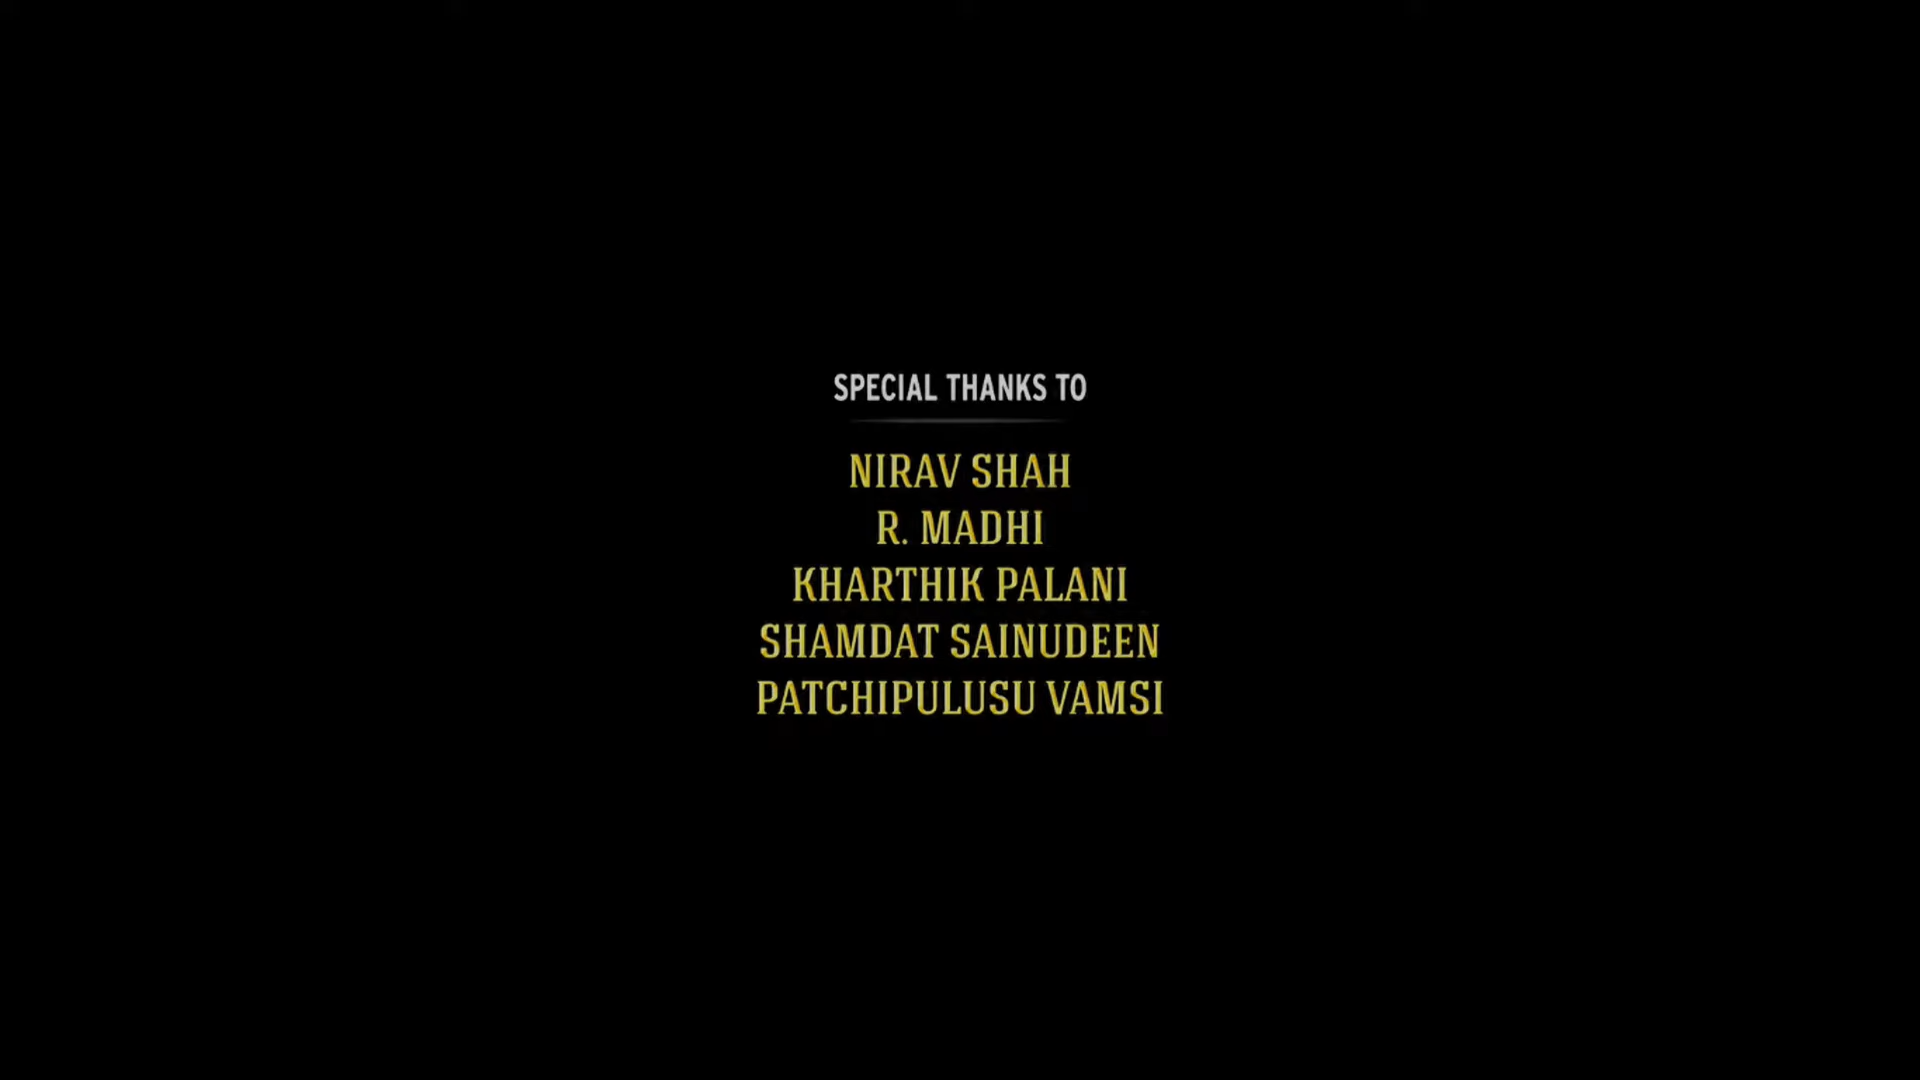 SPECIAL THANKS TO
NIRAV SHAH
R. MADHI
KHARTHIK PALANI
SHAMDAT SAINUDEEN
PATCHIPULUSU VAMSI